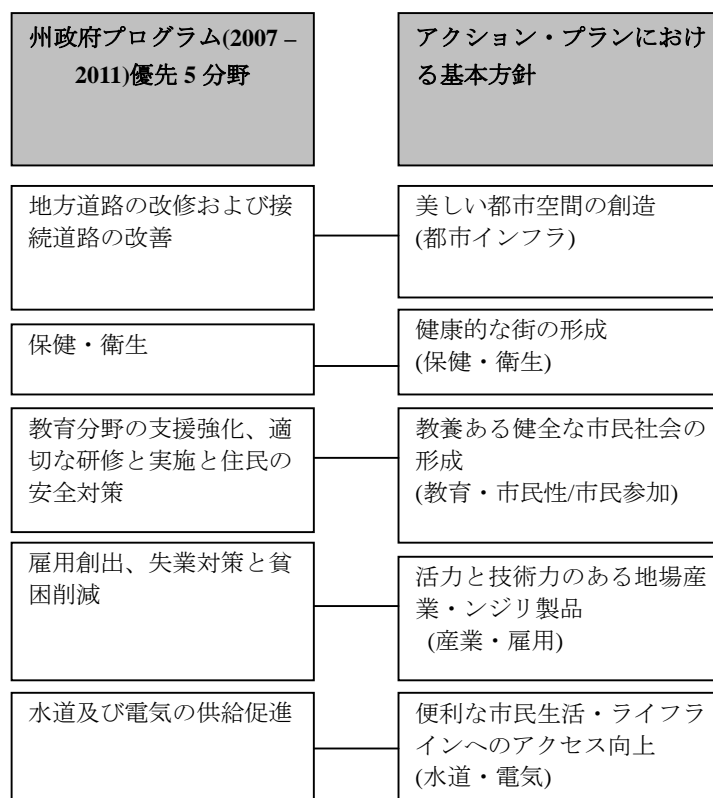 州政府プログラム(2007 –
2011)優先 5 分野
アクション・プランにおけ
る基本方針
地方道路の改修および接
続道路の改善
美しい都市空間の創造
(都市インフラ)
保健・衛生
健康的な街の形成
(保健・衛生)
教育分野の支援強化、適
切な研修と実施と住民の
安全対策
教養ある健全な市民社会の
形成
(教育・市民性/市民参加)
雇用創出、失業対策と貧
困削減
活力と技術力のある地場産
業・ンジリ製品
(産業・雇用)
水道及び電気の供給促進
便利な市民生活・ライフラ
インへのアクセス向上
(水道・電気)